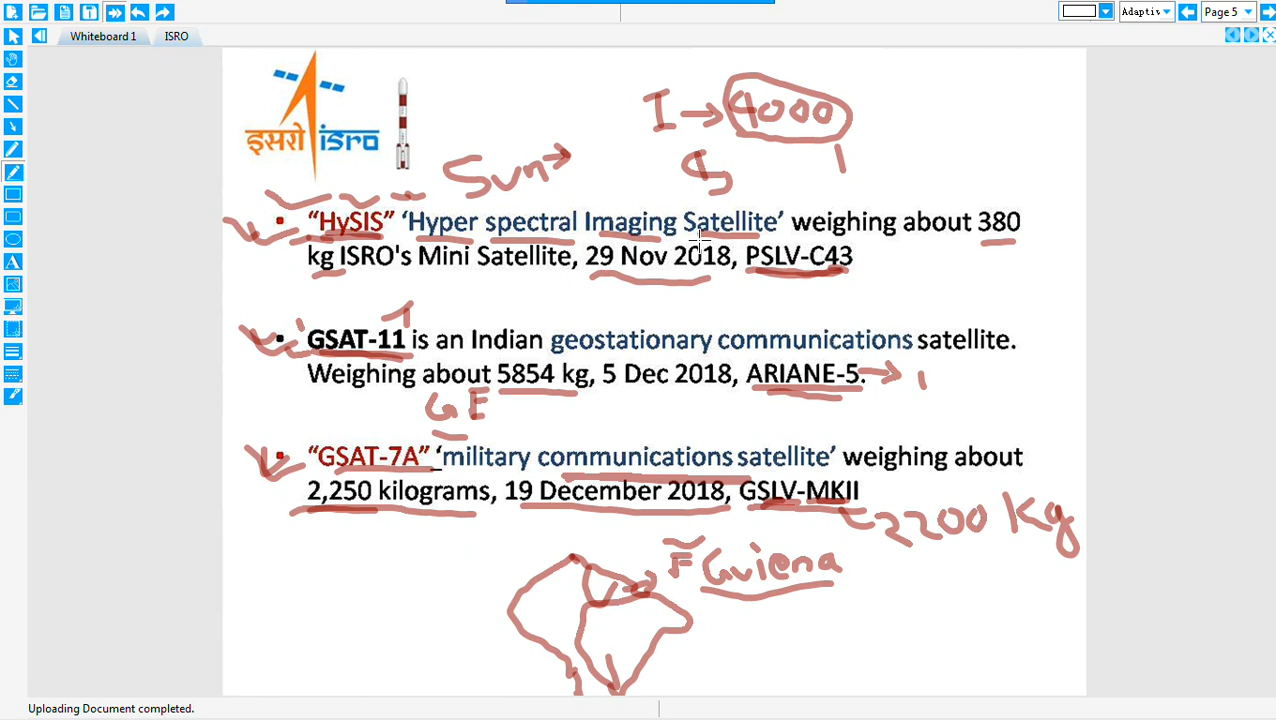 Adaptiv
Page 5
Whiteboard 1 ISRO
I → 4000
1
इसरो isro
Sun →
S
• “HySIS” ‘Hyper spectral Imaging Satellite’ weighing about 380
kg ISRO's Mini Satellite, 29 Nov 2018, PSLV-C43
• GSAT-11 is an Indian geostationary communications satellite.
Weighing about 5854 kg, 5 Dec 2018, ARIANE-5.
GE
• “GSAT-7A” ‘military communications satellite’ weighing about
2,250 kilograms, 19 December 2018, GSLV-MKII
2200 Kg
F Guiena
Uploading Document completed.